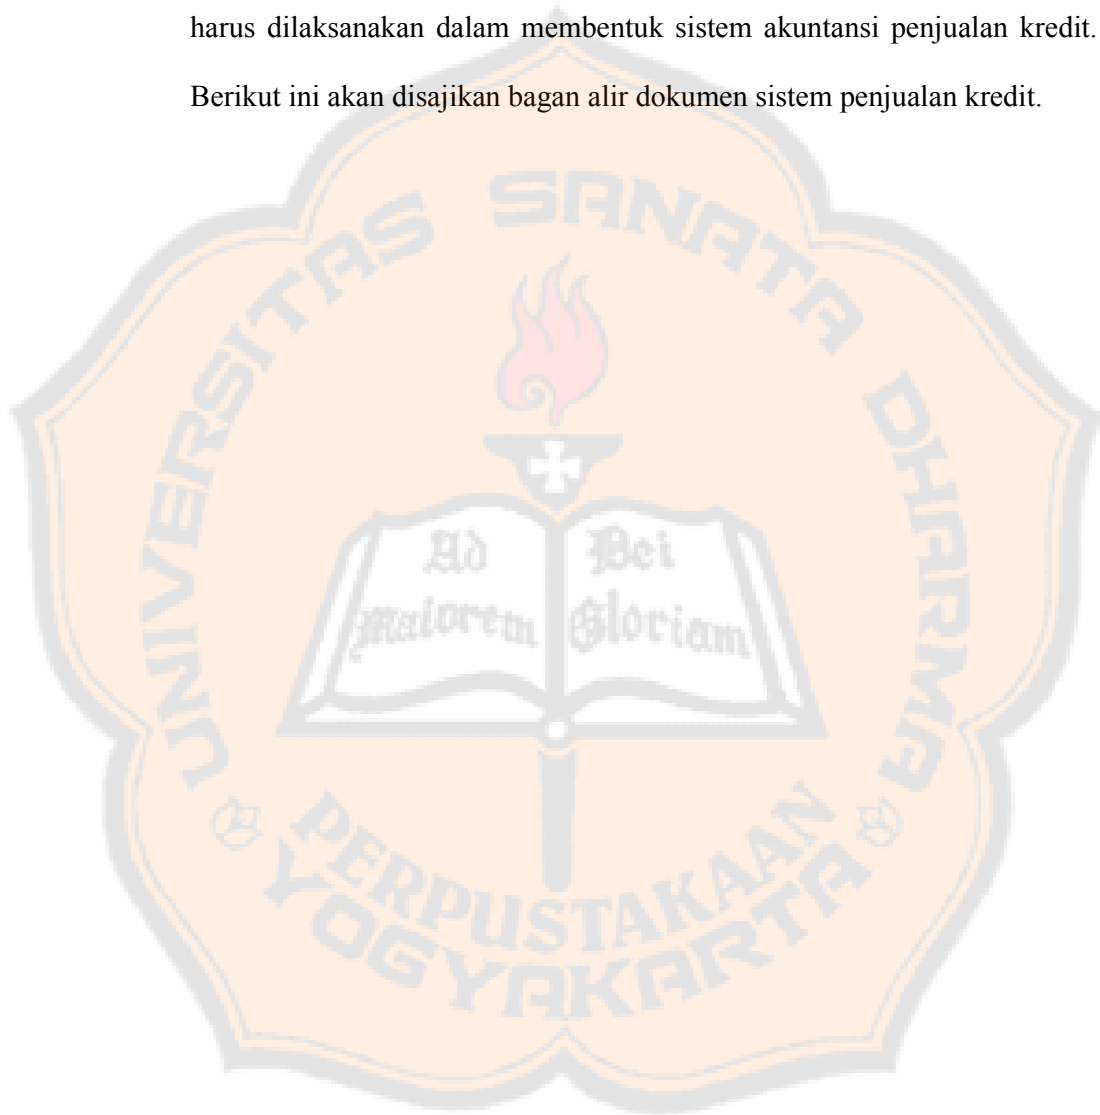 harus dilaksanakan dalam membentuk sistem akuntansi penjualan kredit.
Berikut ini akan disajikan bagan alir dokumen sistem penjualan kredit.
UNIVERSITAS SANATA DHARMA
Ad Dei
Maiorem Gloriam
PERPUSTAKAAN
YOGYAKARTA